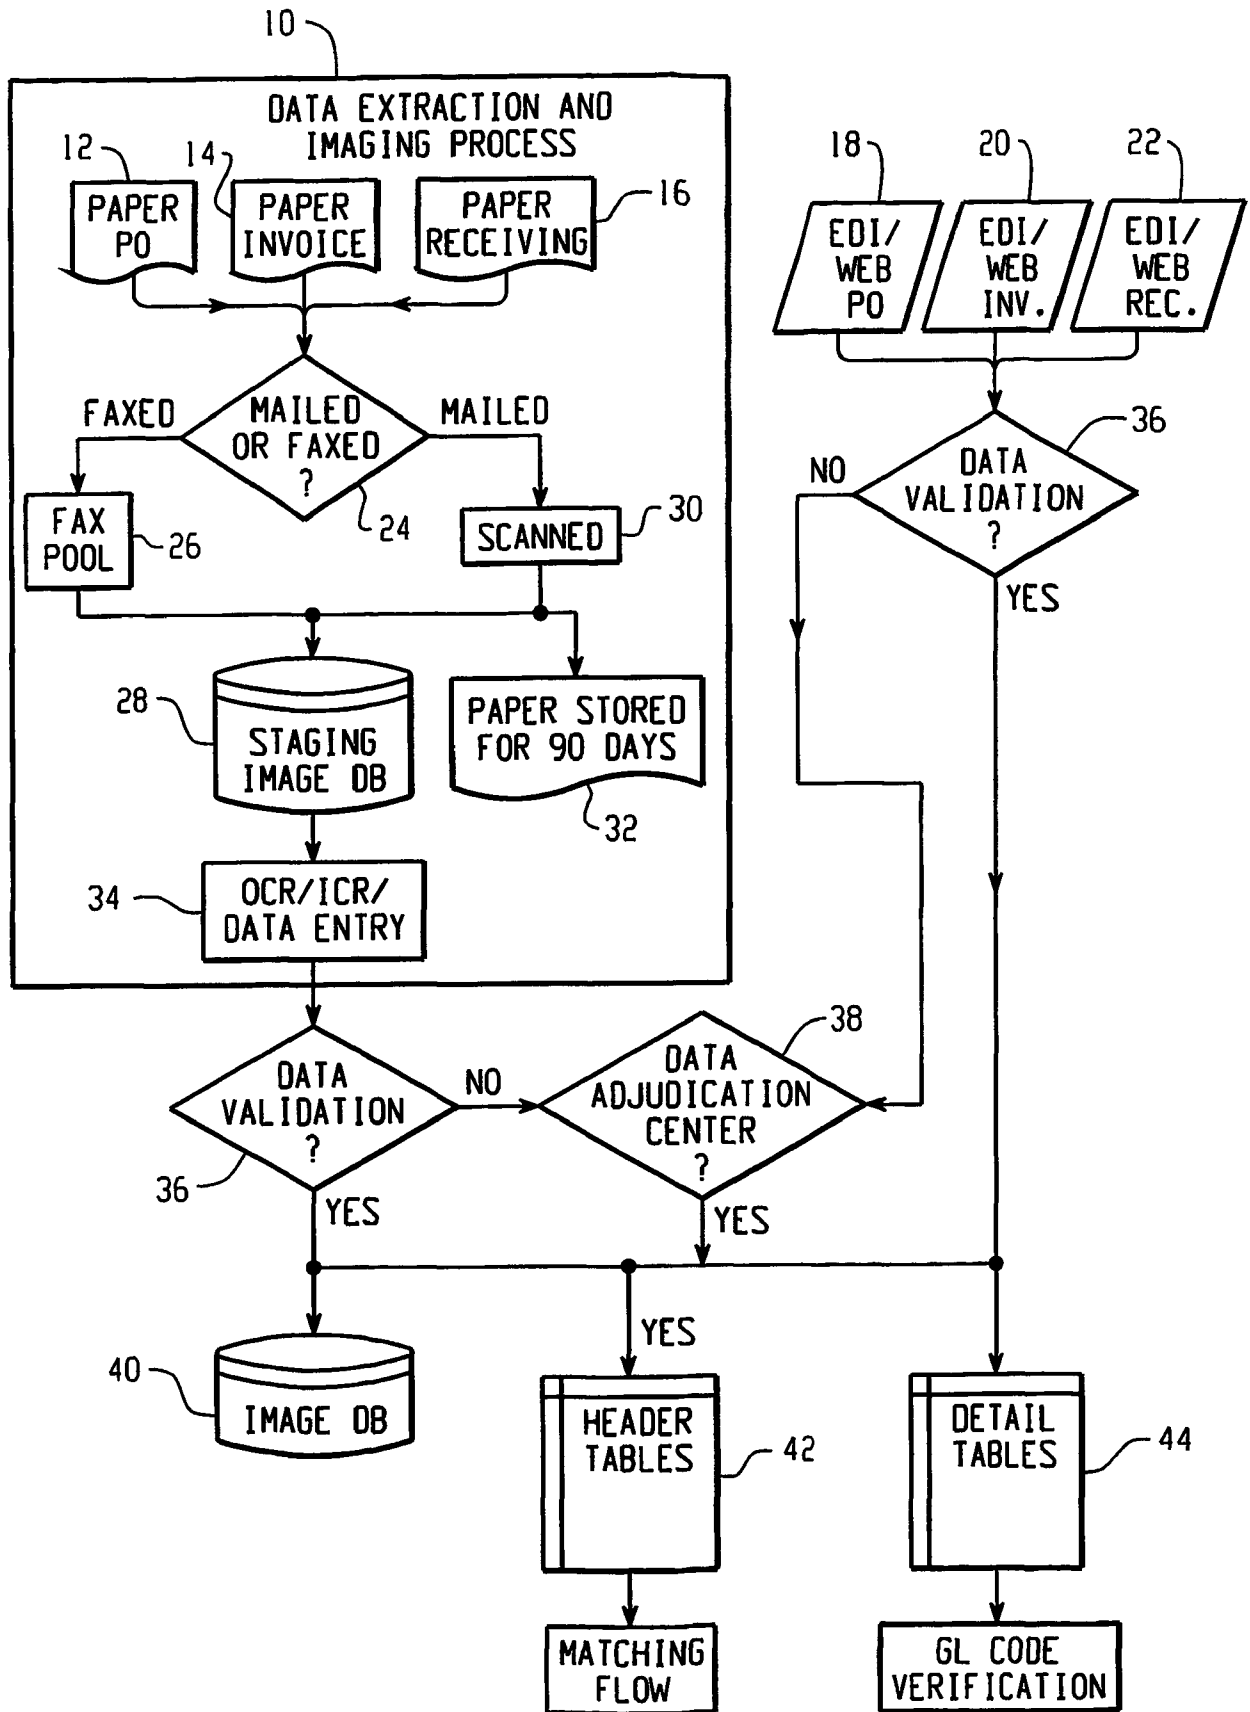 10
DATA EXTRACTION AND
IMAGING PROCESS
12
14
16
PAPER
PO
PAPER
INVOICE
PAPER
RECEIVING
18
20
22
EDI/
WEB
PO
EDI/
WEB
INV.
EDI/
WEB
REC.
FAXED
MAILED
OR FAXED
?
MAILED
24
FAX
POOL
26
SCANNED
30
36
NO
DATA
VALIDATION
?
YES
28
STAGING
IMAGE DB
PAPER STORED
FOR 90 DAYS
32
34
OCR/ICR/
DATA ENTRY
DATA
VALIDATION
?
36
NO
YES
38
DATA
ADJUDICATION
CENTER
?
YES
40
IMAGE DB
YES
HEADER
TABLES
42
DETAIL
TABLES
44
MATCHING
FLOW
GL CODE
VERIFICATION